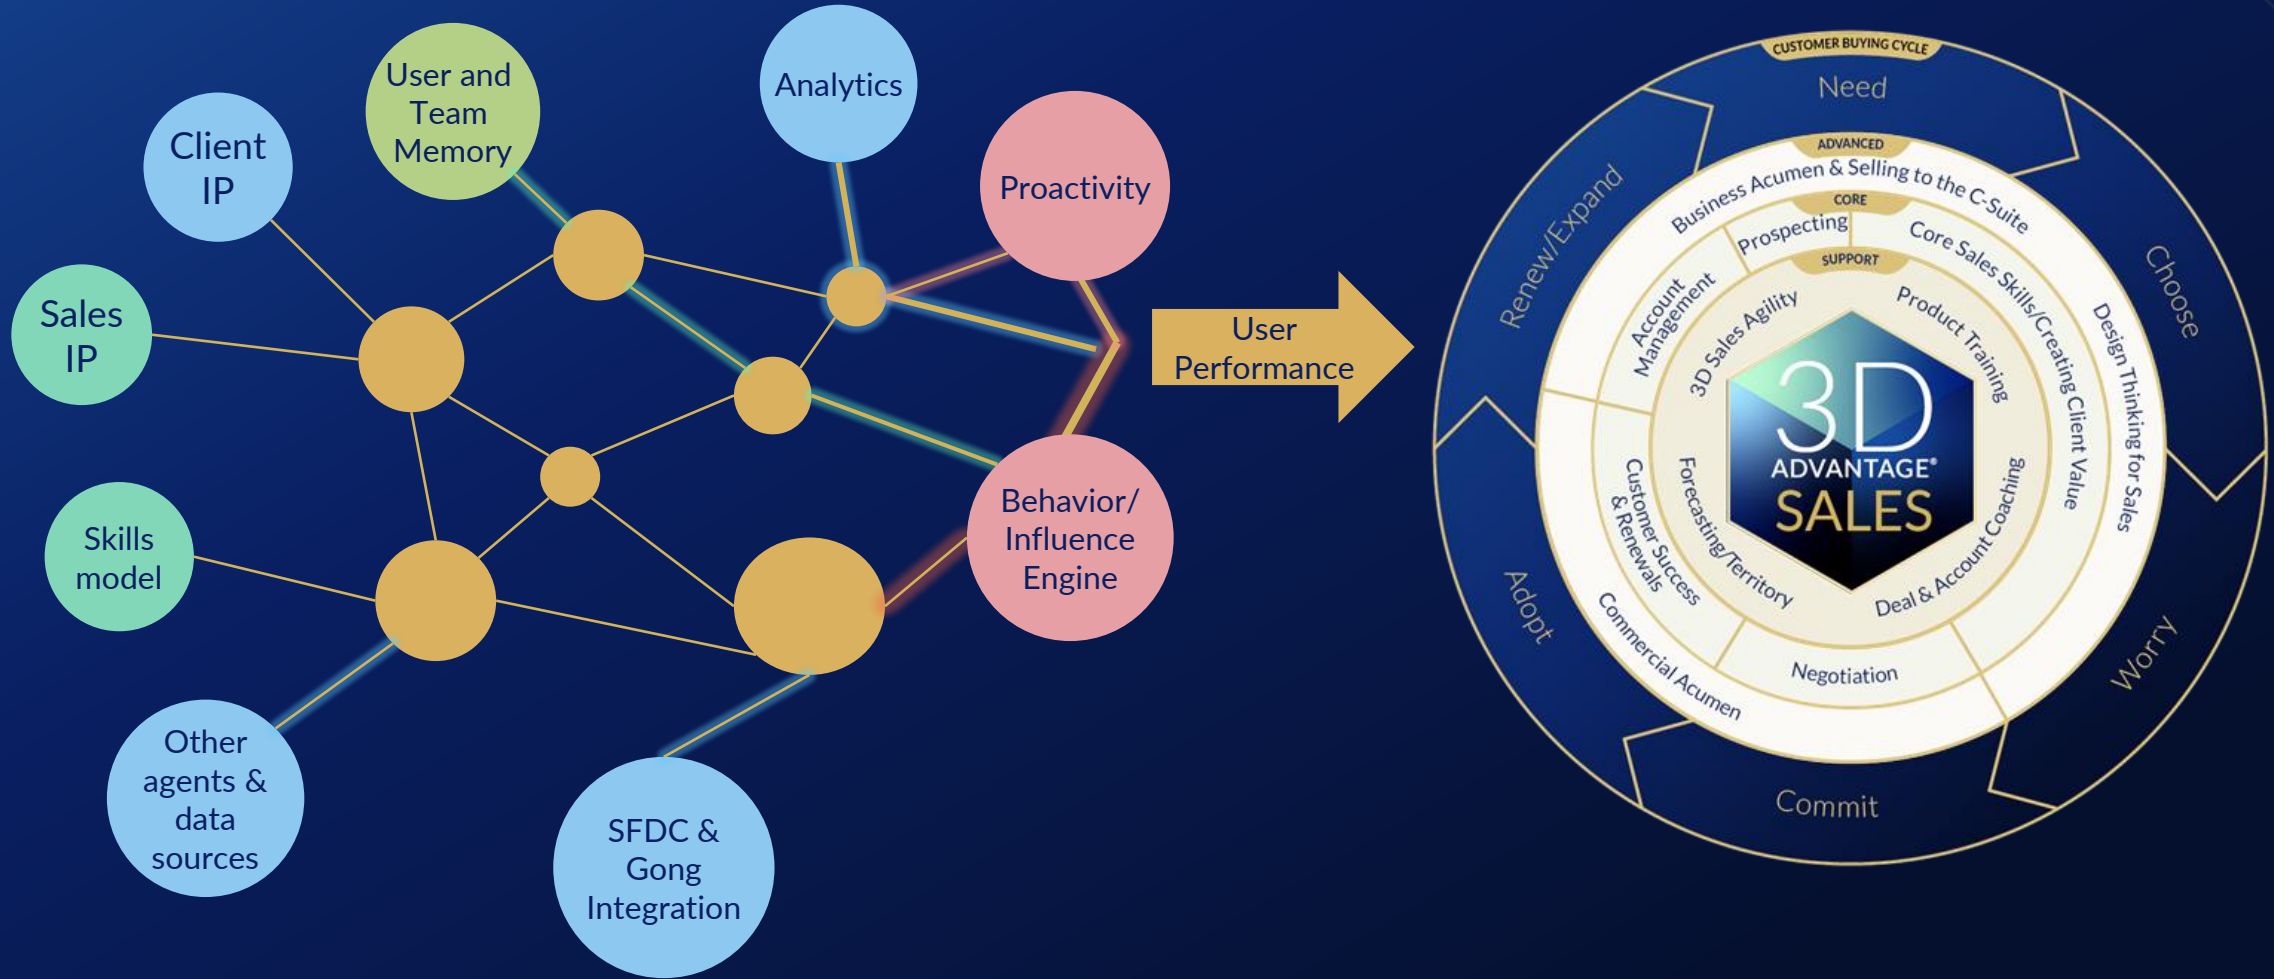 Client
IP
User and
Team
Memory
Analytics
Proactivity
Sales
IP
Skills
model
Other
agents &
data
sources
SFDC &
Gong
Integration
Behavior/
Influence
Engine
User
Performance
CUSTOMER BUYING CYCLE
Need
Choose
Worry
Commit
Adopt
Renew/Expand
ADVANCED
Business Acumen & Selling to the C-Suite
Design Thinking for Sales
Commercial Acumen
CORE
Prospecting
Core Sales Skills/Creating Client Value
Negotiation
Customer Success
& Renewals
Account
Management
SUPPORT
3D Sales Agility
Product Training
Deal & Account Coaching
Forecasting/Territory
3D
ADVANTAGE®
SALES